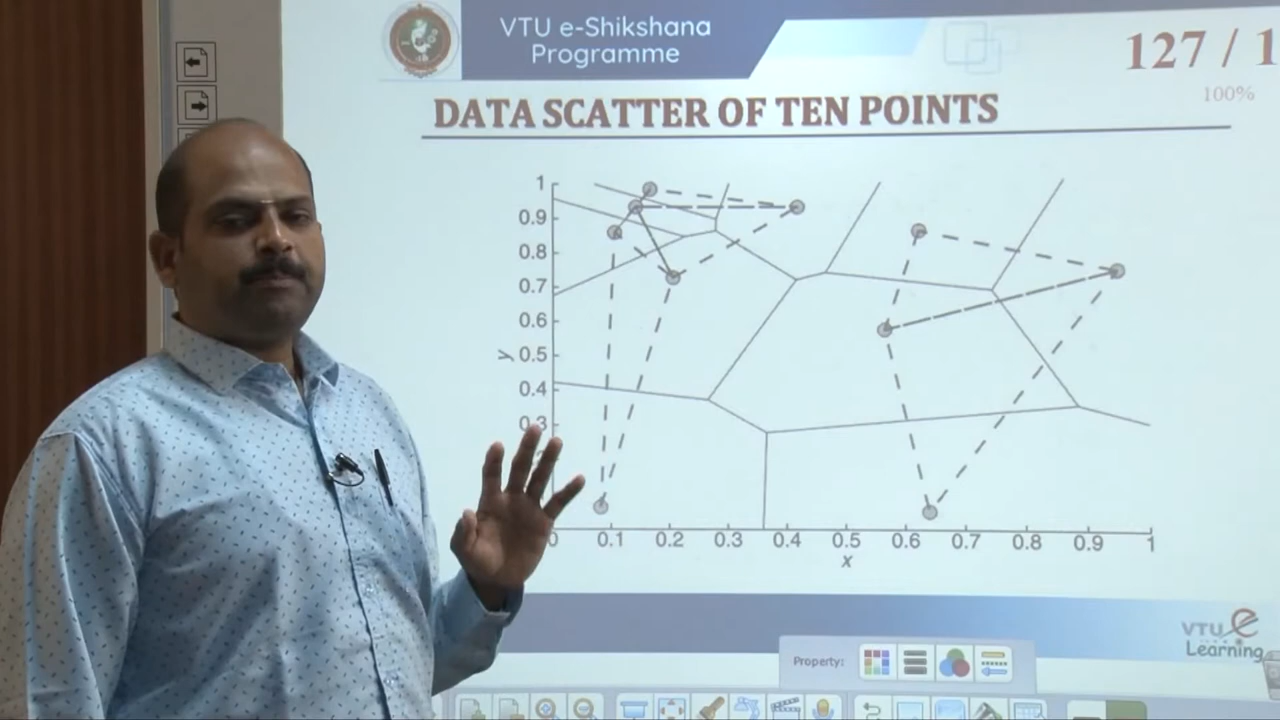 VTU e-Shikshana
Programme
127 / 1
100%
DATA SCATTER OF TEN POINTS
1
0.9
0.8
0.7
0.6
0.5
0.4
0.3
y
0
0.1
0.2
0.3
0.4
0.5
0.6
0.7
0.8
0.9
1
x
VTU e
Learning
Property: